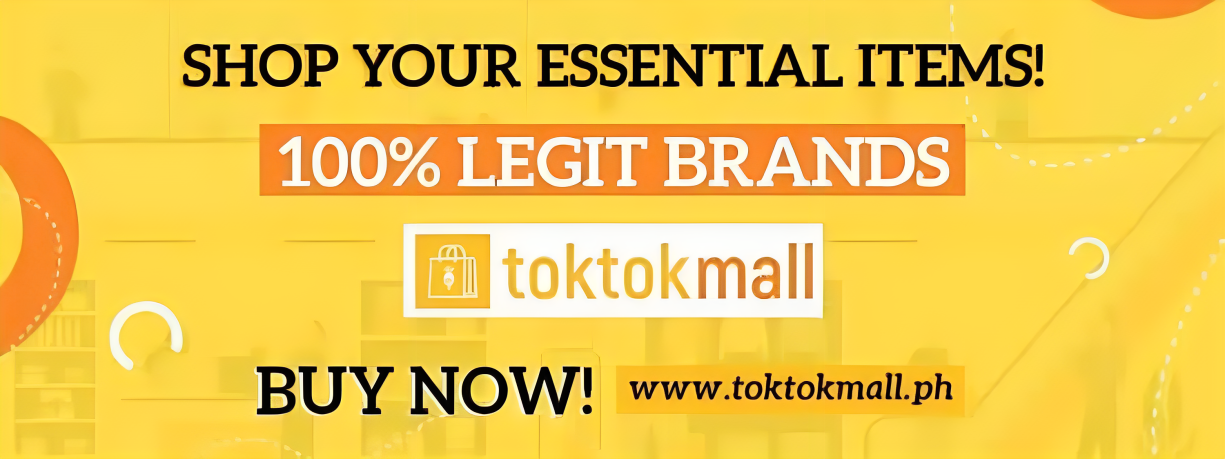 SHOP YOUR ESSENTIAL ITEMS!
100% LEGIT BRANDS
toktokmall
BUY NOW! www.toktokmall.ph